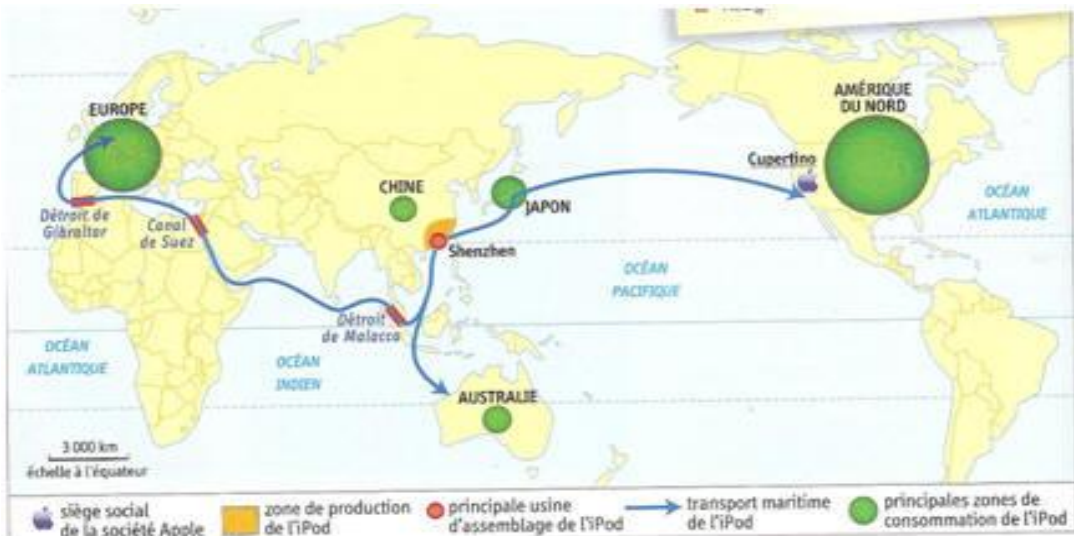 EUROPE
AMÉRIQUE
DU NORD
Cupertino
CHINE
JAPON
OCÉAN
ATLANTIQUE
Détroit de
Gibraltar
Canal
de Suez
Shenzhen
OCÉAN
PACIFIQUE
Détroit
de Malacca
OCÉAN
ATLANTIQUE
OCÉAN
INDIEN
AUSTRALIE
3 000 km
échelle à l'équateur
siège social
de la société Apple
zone de production
de l'iPod
principale usine
d'assemblage de l'iPod
transport maritime
de l'iPod
principales zones de
consommation de l'iPod